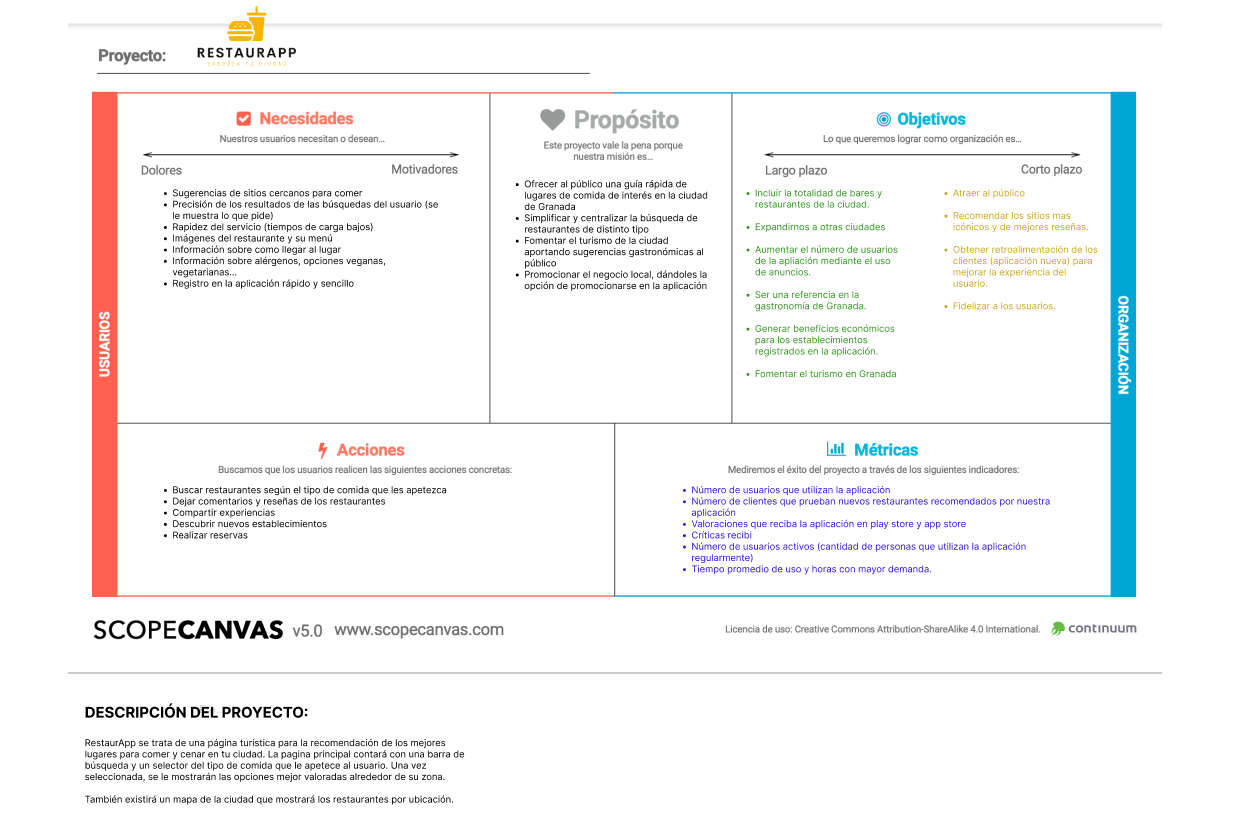 Proyecto:
RESTAURAPP
SABOREA TU CIUDAD
USUARIOS
Necesidades
Nuestros usuarios necesitan o desean...
Dolores
Motivadores
• Sugerencias de sitios cercanos para comer
• Precisión de los resultados de las búsquedas del usuario (se
le muestra lo que pide)
• Rapidez del servicio (tiempos de carga bajos)
• Imágenes del restaurante y su menú
• Información sobre como llegar al lugar
• Información sobre alérgenos, opciones veganas,
vegetarianas...
• Registro en la aplicación rápido y sencillo
Propósito
Este proyecto vale la pena porque
nuestra misión es...
• Ofrecer al público una guía rápida de
lugares de comida de interés en la ciudad
de Granada
• Simplificar y centralizar la búsqueda de
restaurantes de distinto tipo
• Fomentar el turismo de la ciudad
aportando sugerencias gastronómicas al
público
• Promocionar el negocio local, dándoles la
opción de promocionarse en la aplicación
Objetivos
Lo que queremos lograr como organización es...
Largo plazo
Corto plazo
• Incluir la totalidad de bares y
restaurantes de la ciudad.
• Expandirnos a otras ciudades
• Aumentar el número de usuarios
de la apliación mediante el uso
de anuncios.
• Ser una referencia en la
gastronomía de Granada.
• Generar beneficios económicos
para los establecimientos
registrados en la aplicación.
• Fomentar el turismo en Granada
• Atraer al público
• Recomendar los sitios mas
icónicos y de mejores reseñas.
• Obtener retroalimentación de los
clientes (aplicación nueva) para
mejorar la experiencia del
usuario.
• Fidelizar a los usuarios.
ORGANIZACIÓN
Acciones
Buscamos que los usuarios realicen las siguientes acciones concretas:
• Buscar restaurantes según el tipo de comida que les apetezca
• Dejar comentarios y reseñas de los restaurantes
• Compartir experiencias
• Descubrir nuevos establecimientos
• Realizar reservas
Métricas
Mediremos el éxito del proyecto a través de los siguientes indicadores:
• Número de usuarios que utilizan la aplicación
• Número de clientes que prueban nuevos restaurantes recomendados por nuestra
aplicación
• Valoraciones que reciba la aplicación en play store y app store
• Críticas recibi
• Número de usuarios activos (cantidad de personas que utilizan la aplicación
regularmente)
• Tiempo promedio de uso y horas con mayor demanda.
SCOPECANVAS v5.0 www.scopecanvas.com
Licencia de uso: Creative Commons Attribution-ShareAlike 4.0 International.
continuum
DESCRIPCIÓN DEL PROYECTO:
RestaurApp se trata de una página turística para la recomendación de los mejores
lugares para comer y cenar en tu ciudad. La pagina principal contará con una barra de
búsqueda y un selector del tipo de comida que le apetece al usuario. Una vez
seleccionada, se le mostrarán las opciones mejor valoradas alrededor de su zona.
También existirá un mapa de la ciudad que mostrará los restaurantes por ubicación.